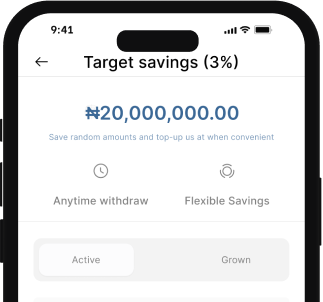 9:41
Target savings (3%)
₦20,000,000.00
Save random amounts and top-up us at when convenient
Anytime withdraw Flexible Savings
Active Grown